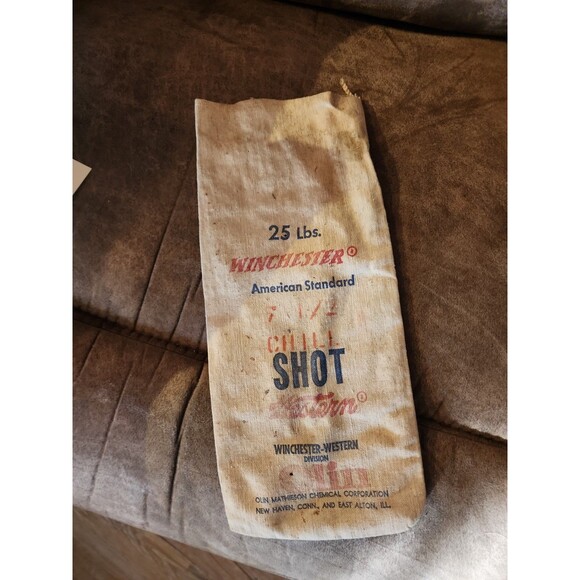 25 Lbs.
WINCHESTER®
American Standard
7 1/2
CHILL
SHOT
Western®
WINCHESTER-WESTERN
DIVISION
Olin
OLIN MATHIESON CHEMICAL CORPORATION
NEW HAVEN, CONN., AND EAST ALTON, ILL.